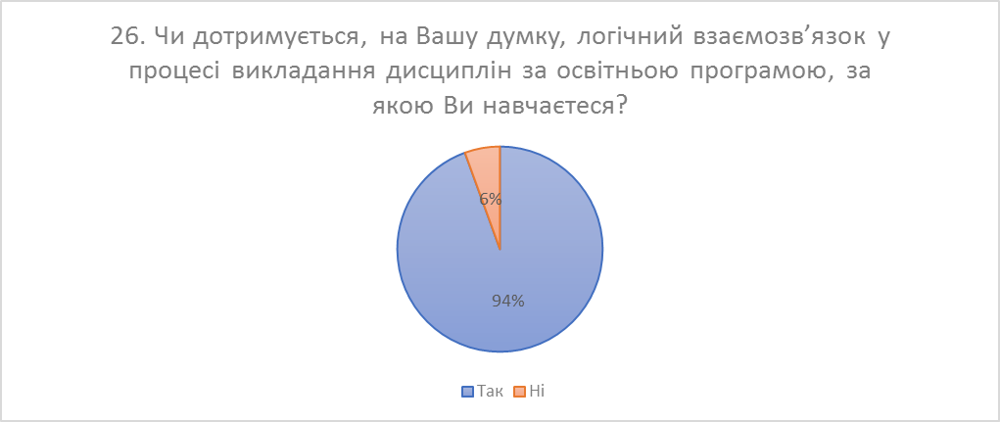 26. Чи дотримується, на Вашу думку, логічний взаємозв’язок у
процесі викладання дисциплін за освітньою програмою, за
якою Ви навчаєтеся?
6%
94%
Так Ні